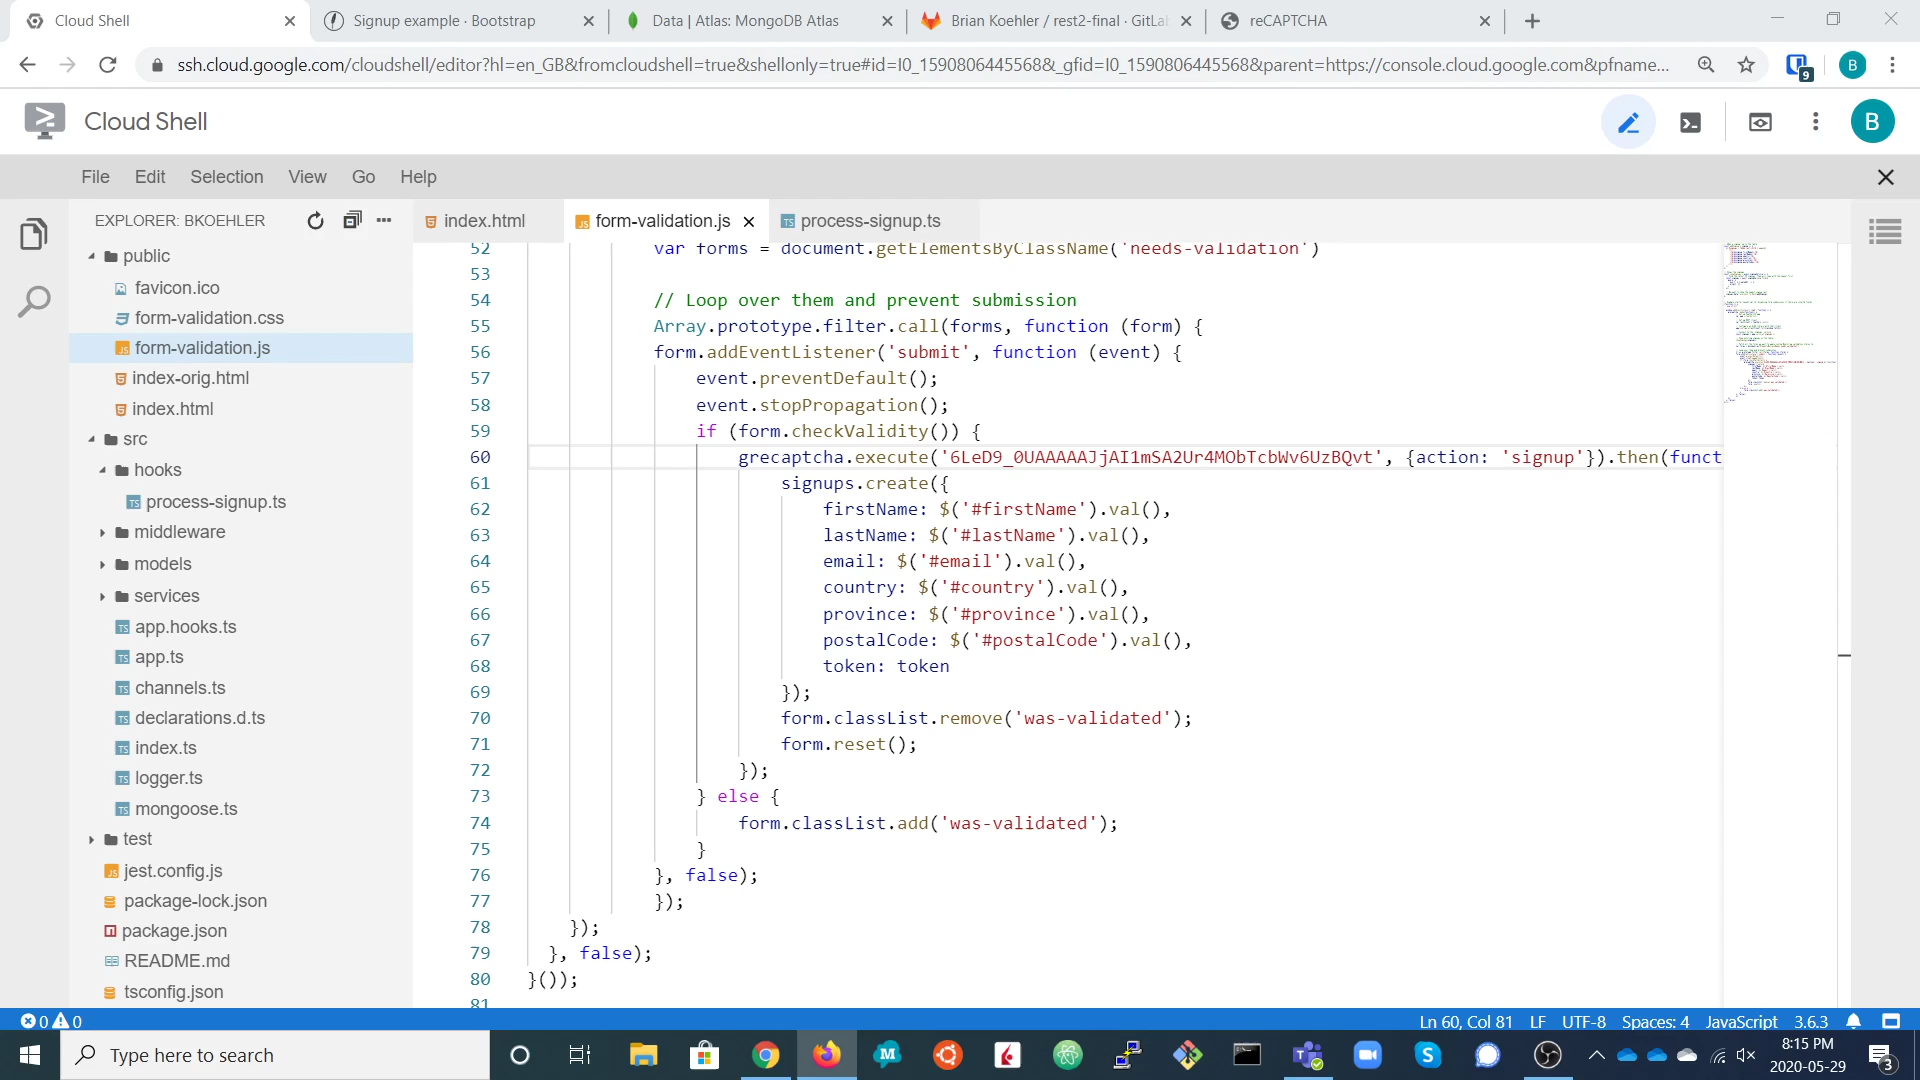 Cloud Shell
Signup example · Bootstrap
Data | Atlas: MongoDB Atlas
Brian Koehler / rest2-final · GitLab
reCAPTCHA
ssh.cloud.google.com/cloudshell/editor?hl=en_GB&fromcloudshell=true&shellonly=true#id=I0_1590806445568&_gfid=I0_1590806445568&parent=https://console.cloud.google.com&pfname...
9
B
Cloud Shell
B
File Edit Selection View Go Help
EXPLORER: BKOEHLER
index.html
form-validation.js
process-signup.ts
public
favicon.ico
form-validation.css
form-validation.js
index-orig.html
index.html
src
hooks
process-signup.ts
middleware
models
services
app.hooks.ts
app.ts
channels.ts
declarations.d.ts
index.ts
logger.ts
mongoose.ts
test
jest.config.js
package-lock.json
package.json
README.md
tsconfig.json
52 var forms = document.getElementsByClassName('needs-validation')
53
54 // Loop over them and prevent submission
55 Array.prototype.filter.call(forms, function (form) {
56 form.addEventListener('submit', function (event) {
57 event.preventDefault();
58 event.stopPropagation();
59 if (form.checkValidity()) {
60 grecaptcha.execute('6LeD9_0UAAAAAJjAI1mSA2Ur4MObTcbWv6UzBQvt', {action: 'signup'}).then(funct
61 signups.create({
62 firstName: $('#firstName').val(),
63 lastName: $('#lastName').val(),
64 email: $('#email').val(),
65 country: $('#country').val(),
66 province: $('#province').val(),
67 postalCode: $('#postalCode').val(),
68 token: token
69 });
70 form.classList.remove('was-validated');
71 form.reset();
72 });
73 } else {
74 form.classList.add('was-validated');
75 }
76 }, false);
77 });
78 });
79 }, false);
80 }());
81
0 0
Ln 60, Col 81 LF UTF-8 Spaces: 4 JavaScript 3.6.3
Type here to search
8:15 PM
2020-05-29
3